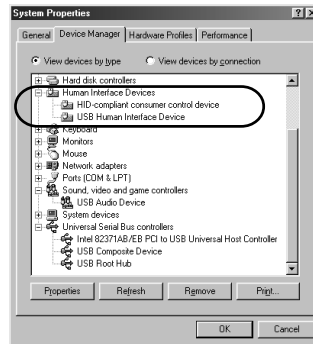 System Properties
General Device Manager Hardware Profiles Performance
View devices by type View devices by connection
Hard disk controllers
Human Interface Devices
HID-compliant consumer control device
USB Human Interface Device
Keyboard
Monitors
Mouse
Network adapters
Ports (COM & LPT)
Sound, video and game controllers
USB Audio Device
System devices
Universal Serial Bus controllers
Intel 82371AB/EB PCI to USB Universal Host Controller
USB Composite Device
USB Root Hub
Properties Refresh Remove Print...
OK Cancel